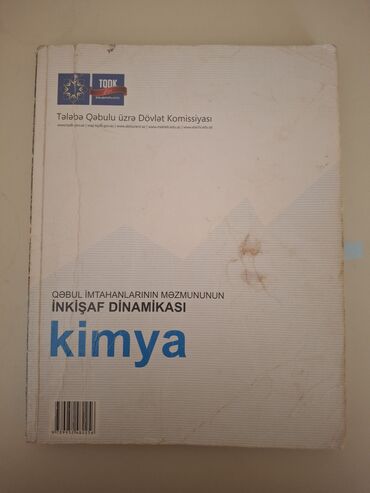 TQDK
Tələbə Qəbulu üzrə Dövlət Komissiyası
QƏBUL İMTAHANLARININ MƏZMUNUNUN
İNKİŞAF DİNAMİKASI
kimya